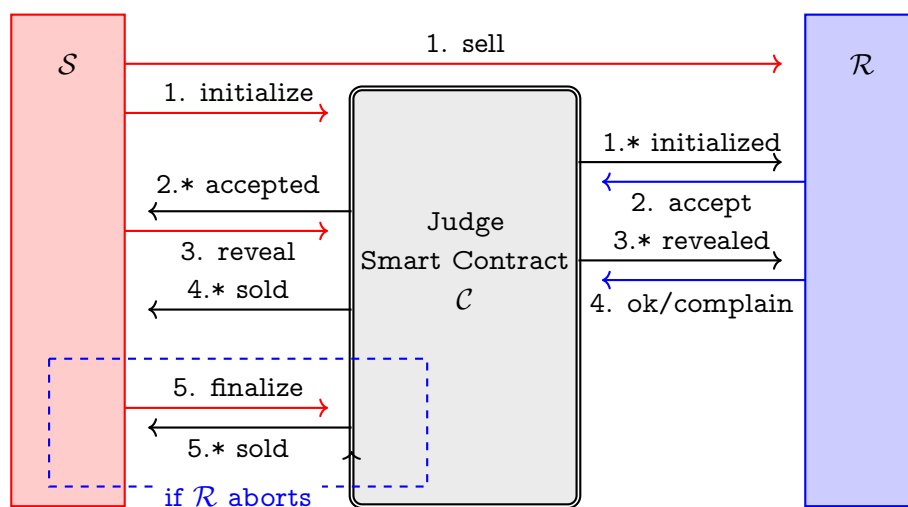 1. sell
𝒮
ℛ
1. initialize
1.* initialized
2.* accepted
2. accept
Judge
3. reveal
3.* revealed
Smart Contract
4.* sold
𝒞
4. ok/complain
5. finalize
5.* sold
if ℛ aborts